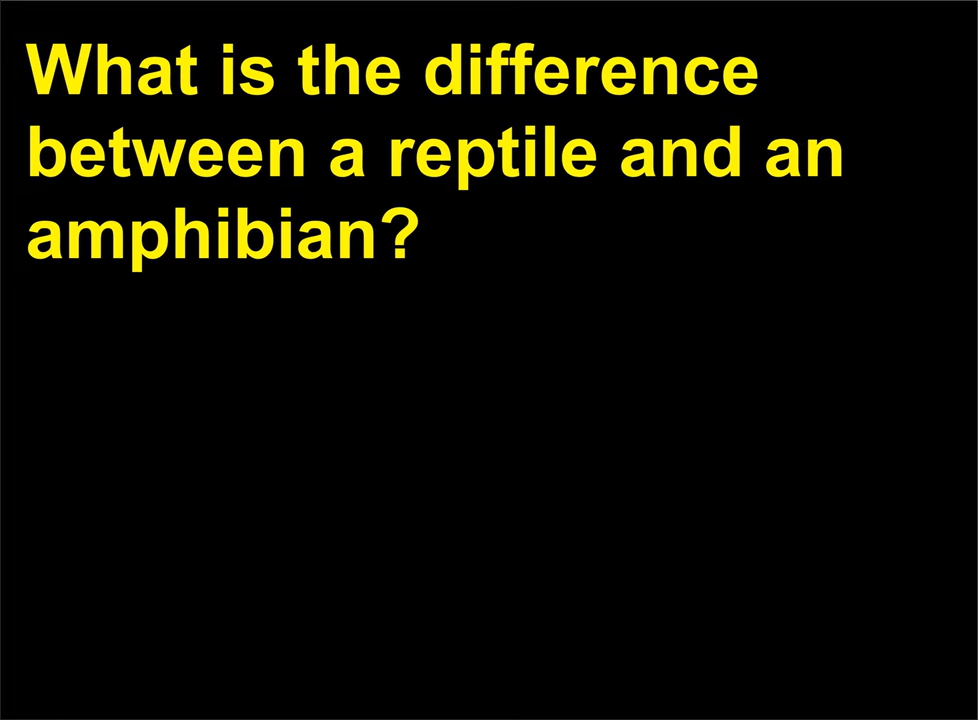 What is the difference
between a reptile and an
amphibian?